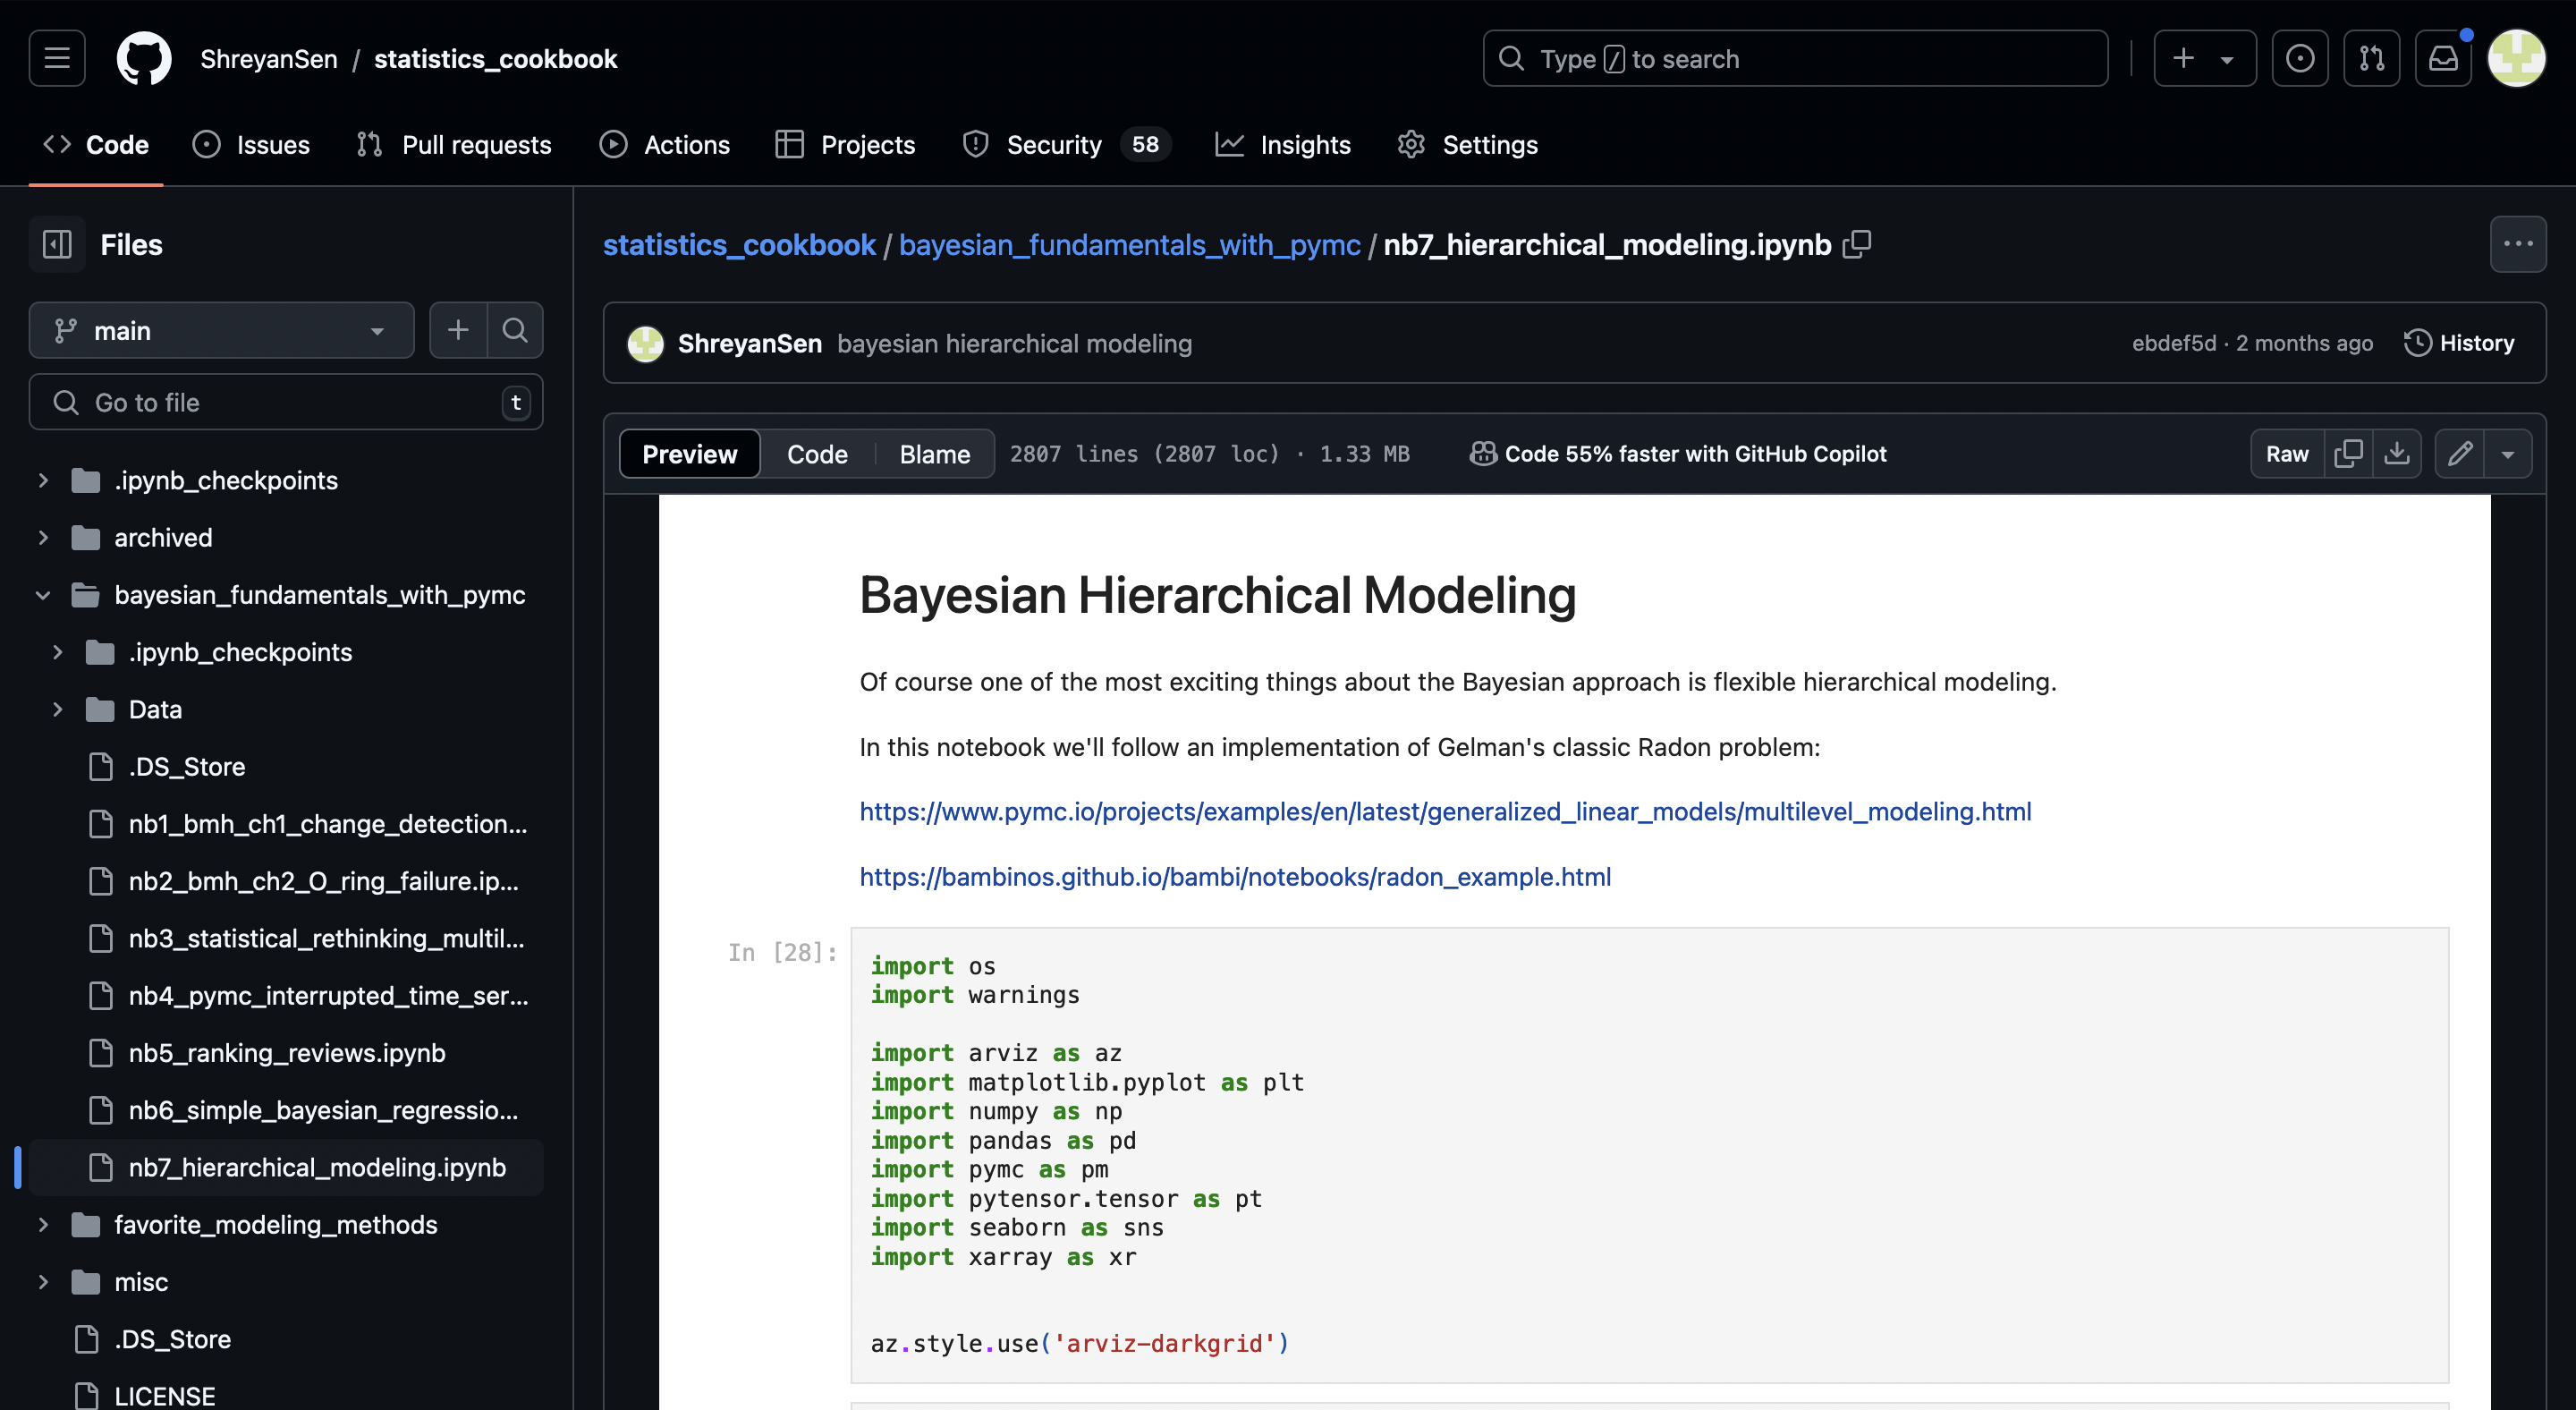 ShreyanSen / statistics_cookbook
Type / to search
Code
Issues
Pull requests
Actions
Projects
Security 58
Insights
Settings
Files
main
Go to file
t
.ipynb_checkpoints
archived
bayesian_fundamentals_with_pymc
.ipynb_checkpoints
Data
.DS_Store
nb1_bmh_ch1_change_detection...
nb2_bmh_ch2_O_ring_failure.ip...
nb3_statistical_rethinking_multil...
nb4_pymc_interrupted_time_ser...
nb5_ranking_reviews.ipynb
nb6_simple_bayesian_regressio...
nb7_hierarchical_modeling.ipynb
favorite_modeling_methods
misc
.DS_Store
LICENSE
statistics_cookbook / bayesian_fundamentals_with_pymc / nb7_hierarchical_modeling.ipynb
ShreyanSen bayesian hierarchical modeling
ebdef5d · 2 months ago
History
Preview
Code
Blame
2807 lines (2807 loc) · 1.33 MB
Code 55% faster with GitHub Copilot
Raw
Bayesian Hierarchical Modeling
Of course one of the most exciting things about the Bayesian approach is flexible hierarchical modeling.
In this notebook we'll follow an implementation of Gelman's classic Radon problem:
https://www.pymc.io/projects/examples/en/latest/generalized_linear_models/multilevel_modeling.html
https://bambinos.github.io/bambi/notebooks/radon_example.html
In [28]:
import os
import warnings
import arviz as az
import matplotlib.pyplot as plt
import numpy as np
import pandas as pd
import pymc as pm
import pytensor.tensor as pt
import seaborn as sns
import xarray as xr
az.style.use('arviz-darkgrid')